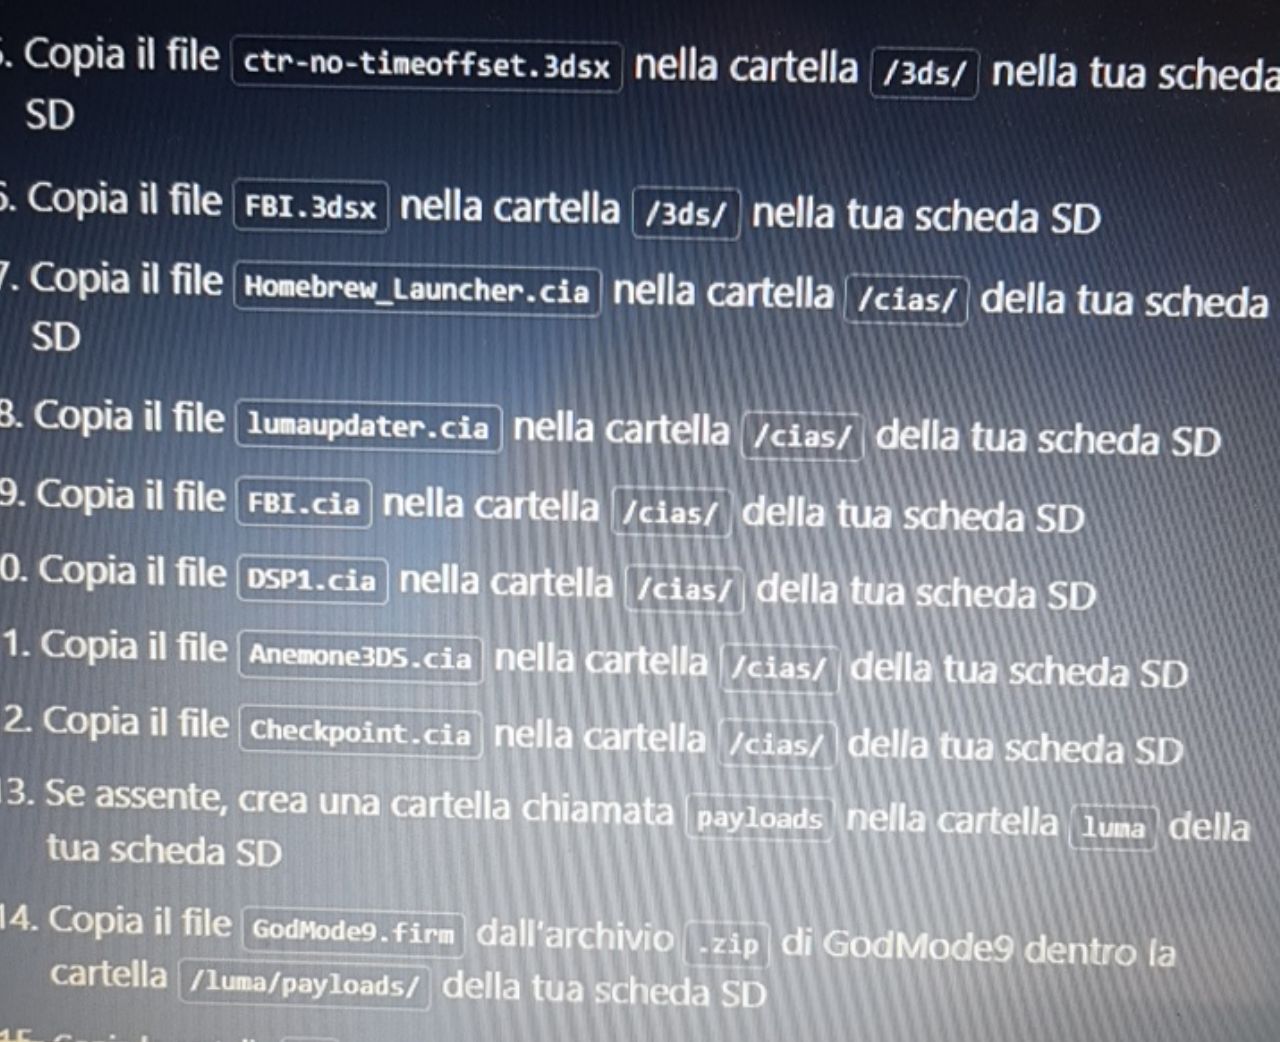 5. Copia il file ctr-no-timeoffset.3dsx nella cartella /3ds/ nella tua scheda
SD
6. Copia il file FBI.3dsx nella cartella /3ds/ nella tua scheda SD
7. Copia il file Homebrew_Launcher.cia nella cartella /cias/ della tua scheda
SD
8. Copia il file lumaupdater.cia nella cartella /cias/ della tua scheda SD
9. Copia il file FBI.cia nella cartella /cias/ della tua scheda SD
0. Copia il file DSP1.cia nella cartella /cias/ della tua scheda SD
1. Copia il file Anemone3DS.cia nella cartella /cias/ della tua scheda SD
2. Copia il file Checkpoint.cia nella cartella /cias/ della tua scheda SD
13. Se assente, crea una cartella chiamata payloads nella cartella luma della
tua scheda SD
14. Copia il file GodMode9.firm dall'archivio .zip di GodMode9 dentro la
cartella /luma/payloads/ della tua scheda SD